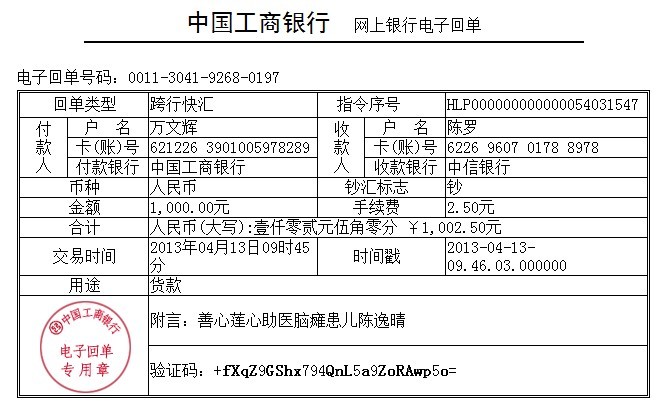 中国工商银行 网上银行电子回单
电子回单号码: 0011-3041-9268-0197
回单类型 跨行快汇 指令序号 HLP000000000000054031547
付款人 户 名 万文辉 收款人 户 名 陈罗
卡(账)号 621226 3901005978289 卡(账)号 6226 9607 0178 8978
付款银行 中国工商银行 收款银行 中信银行
币种 人民币 钞汇标志 钞
金额 1,000.00元 手续费 2.50元
合计 人民币(大写):壹仟零贰元伍角零分 ￥1,002.50元
交易时间 2013年04月13日09时45分 时间戳 2013-04-13-09.46.03.000000
用途 货款
中国工商银行
电子回单
专用章
附言: 善心莲心助医脑瘫患儿陈逸晴
验证码: +fXqZ9GShx794QnL5a9ZoRAwp5o=